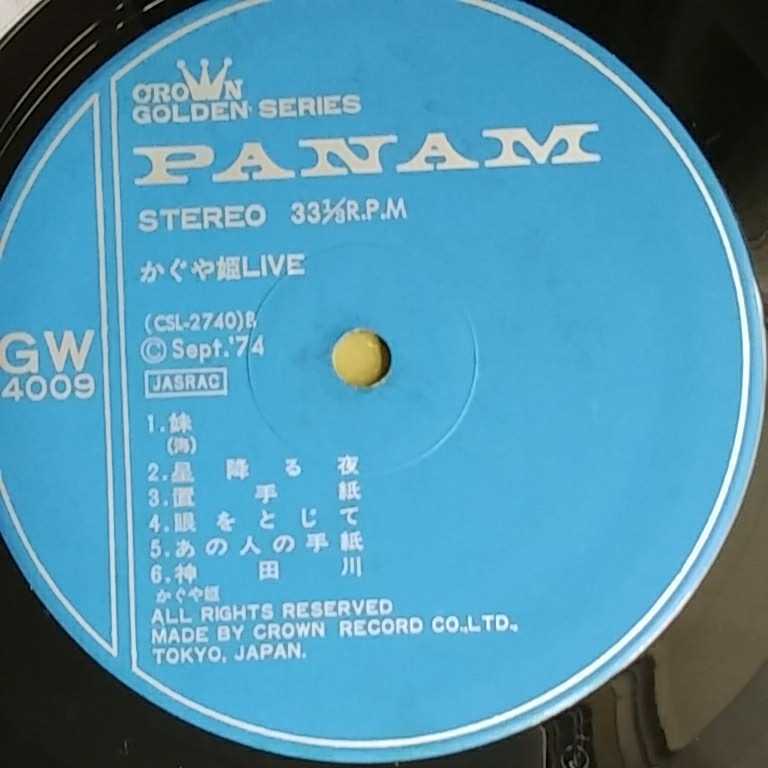 CROWN
GOLDEN SERIES
PANAM
STEREO 33⅓R.P.M
かぐや姫LIVE
(CSL-2740)B
Ⓒ Sept.'74
JASRAC
GW
4009
1.妹
(海)
2.星降る夜
3.置手紙
4.眼をとじて
5.あの人の手紙
6.神田川
かぐや姫
ALL RIGHTS RESERVED
MADE BY CROWN RECORD CO.,LTD.,
TOKYO, JAPAN.